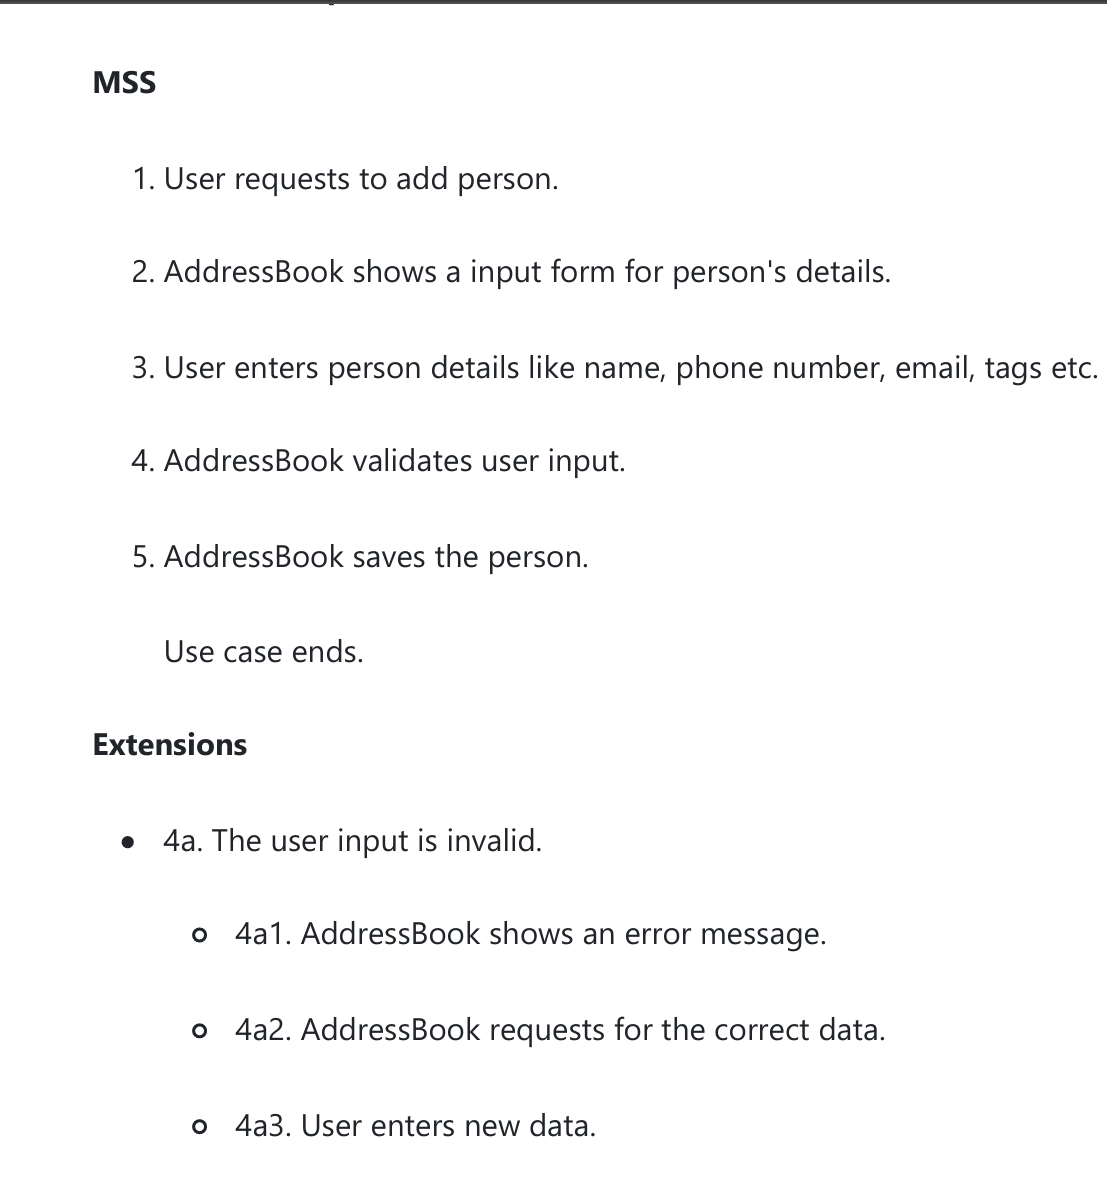 MSS
1. User requests to add person.
2. AddressBook shows a input form for person's details.
3. User enters person details like name, phone number, email, tags etc.
4. AddressBook validates user input.
5. AddressBook saves the person.
Use case ends.
Extensions
• 4a. The user input is invalid.
○ 4a1. AddressBook shows an error message.
○ 4a2. AddressBook requests for the correct data.
○ 4a3. User enters new data.